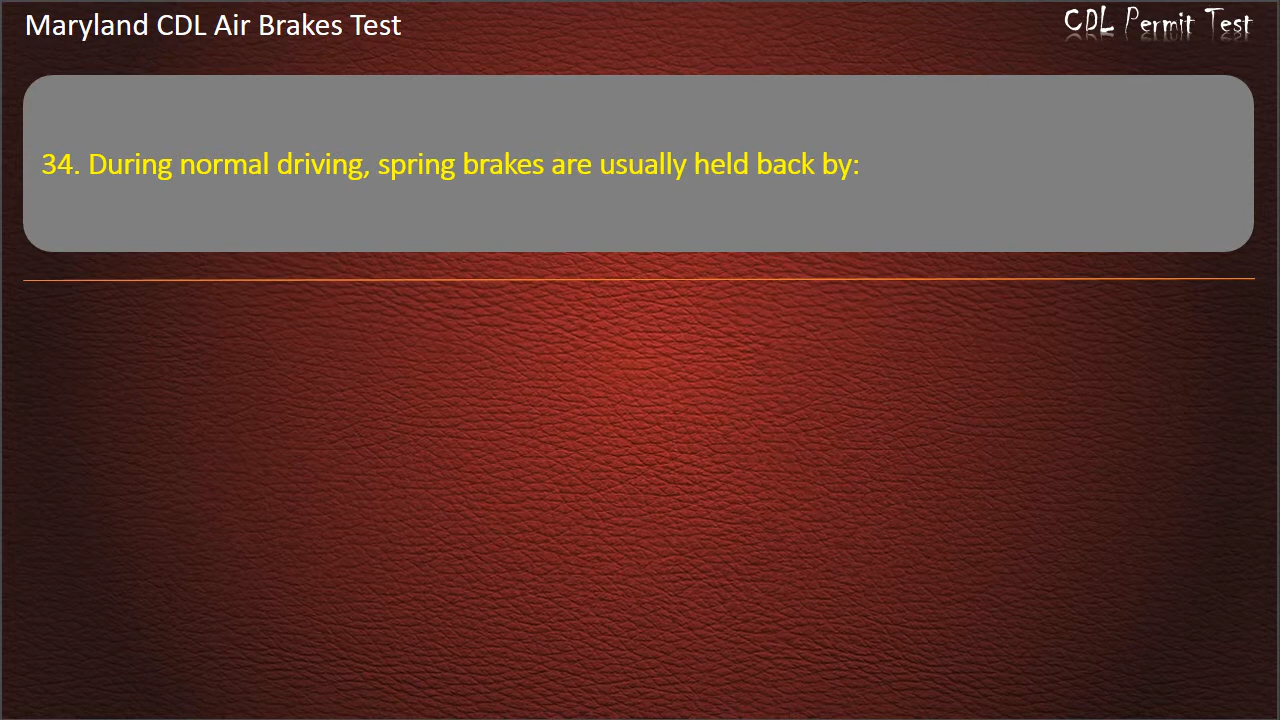 Maryland CDL Air Brakes Test
CDL Permit Test
34. During normal driving, spring brakes are usually held back by: